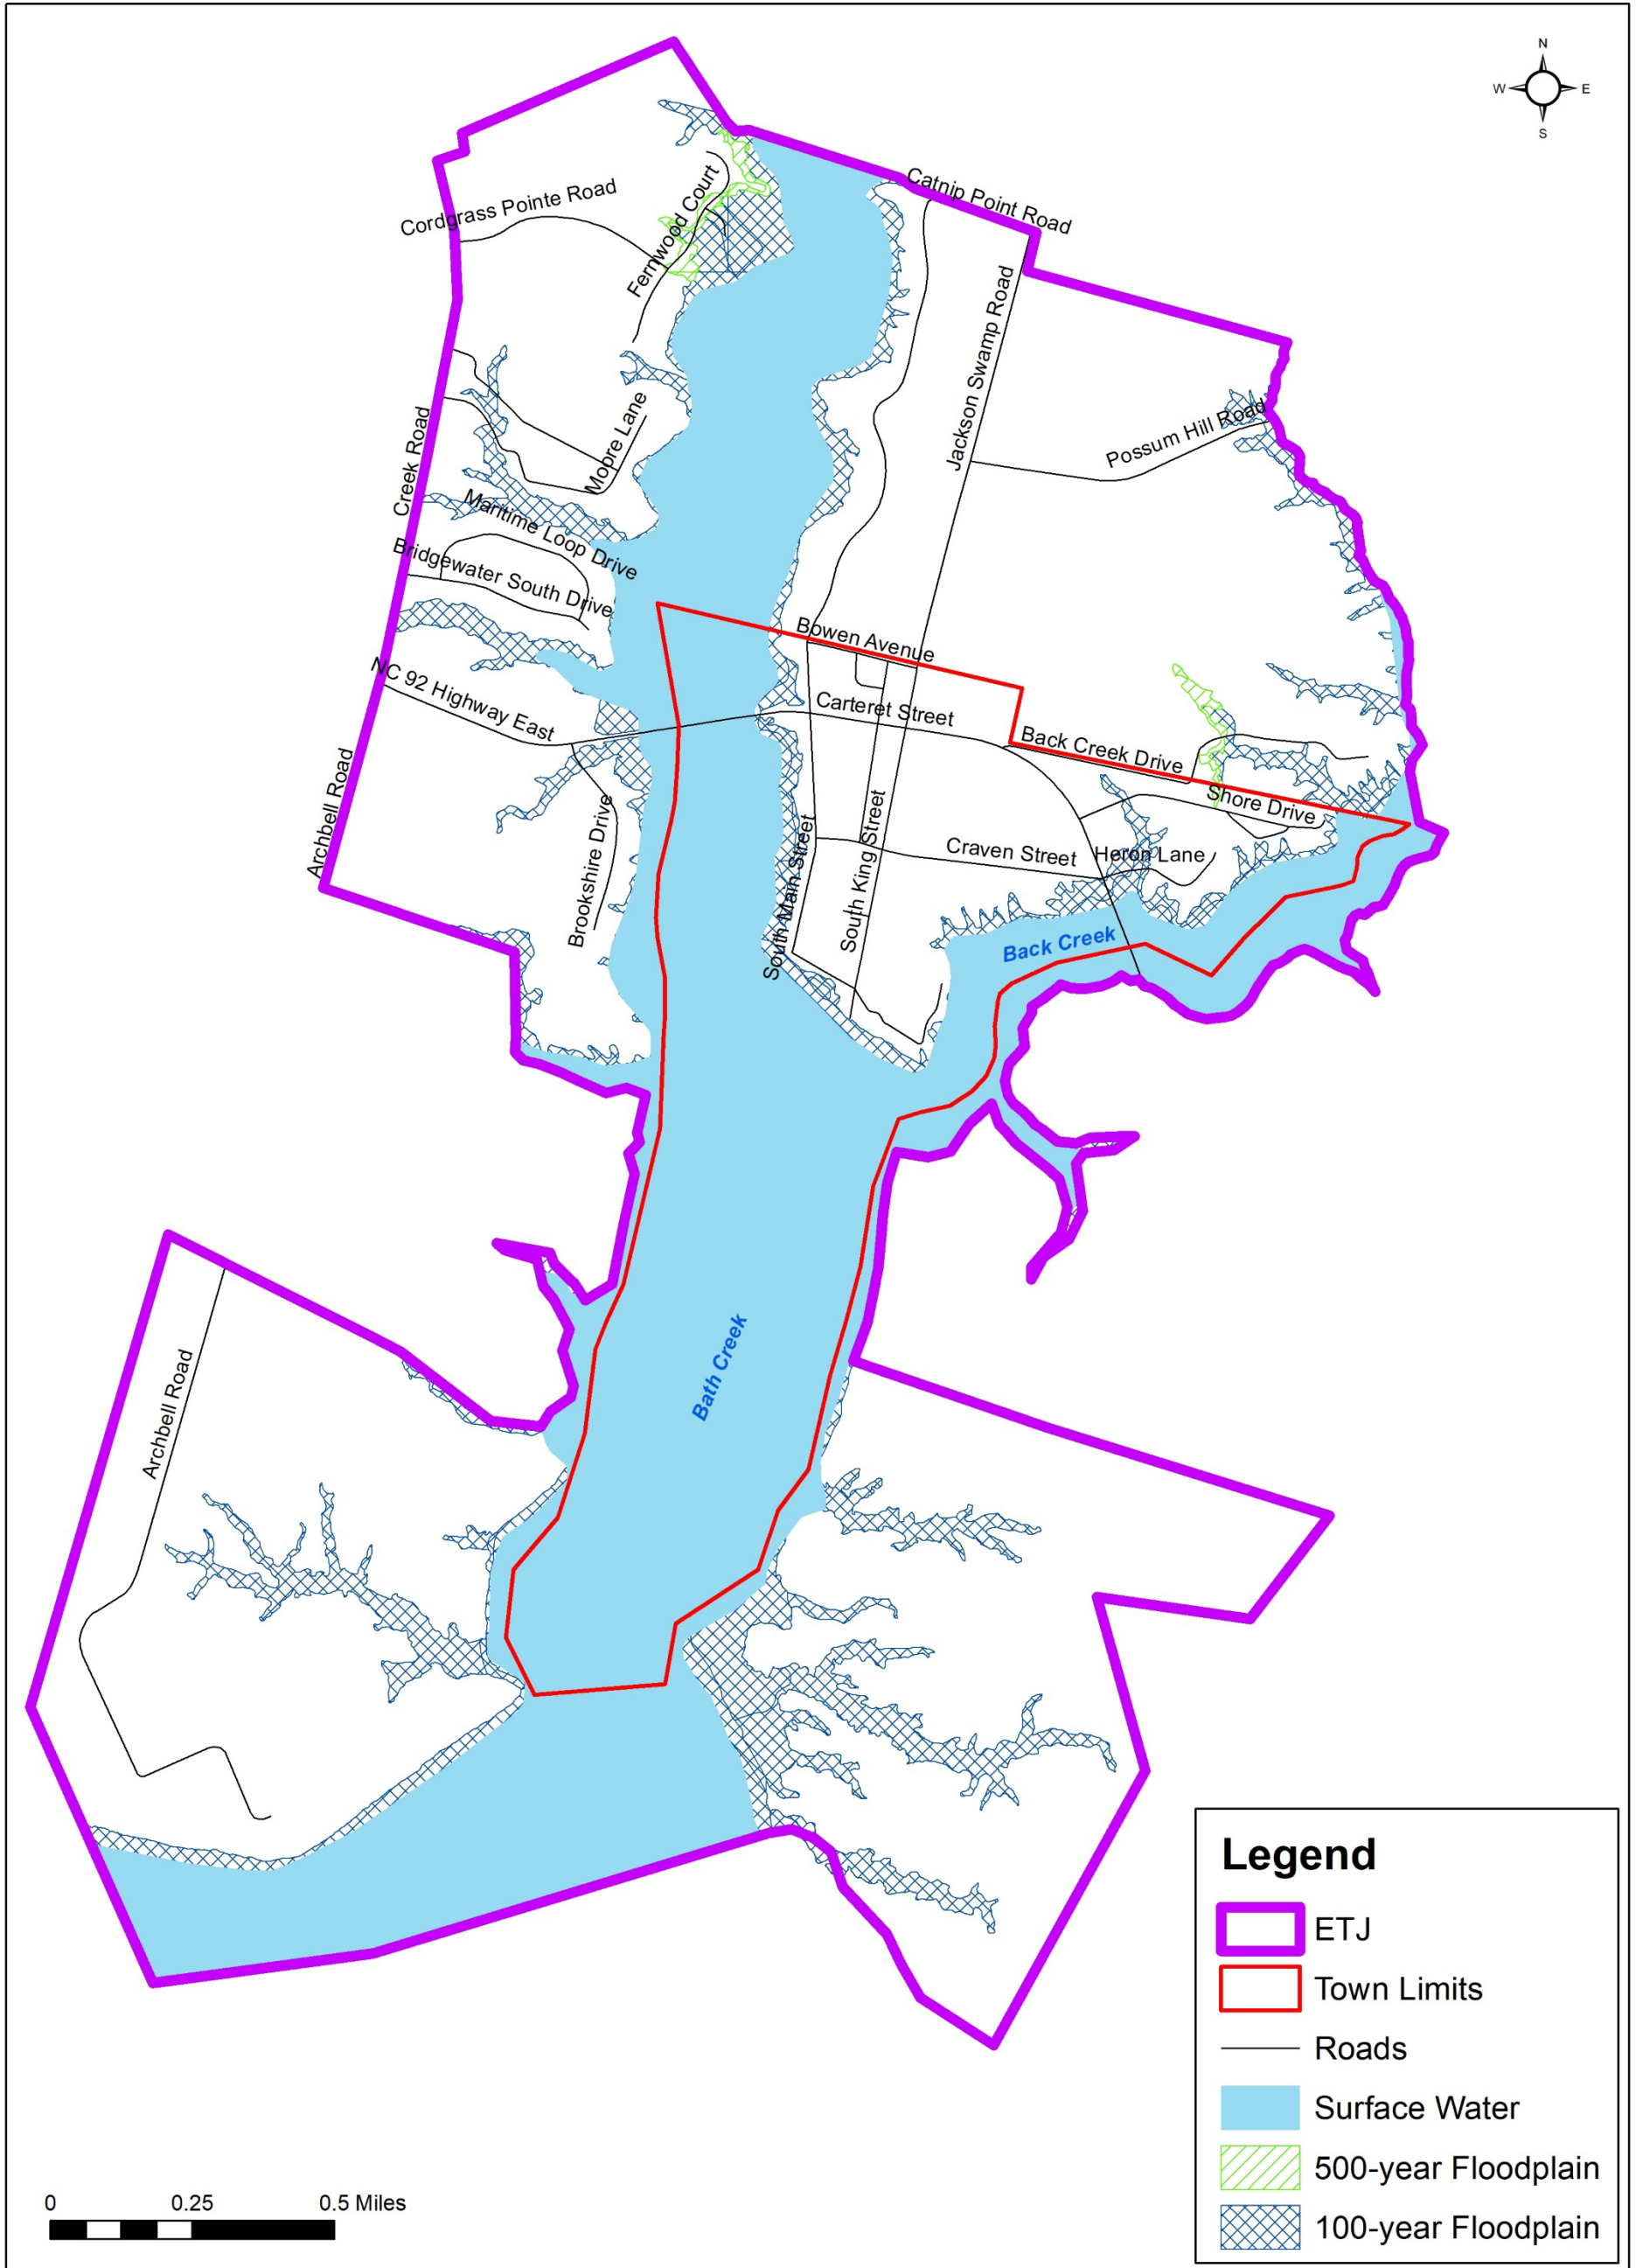 N
W
E
S
Catnip Point Road
Cordgrass Pointe Road
Fernwood Court
Jackson Swamp Road
Possum Hill Road
Moore Lane
Creek Road
Maritime Loop Drive
Bridgewater South Drive
Bowen Avenue
NC 92 Highway East
Carteret Street
Back Creek Drive
Archbell Road
Shore Drive
Brookshire Drive
South Main Street
South King Street
Craven Street
Heron Lane
Back Creek
Bath Creek
Archbell Road
Legend
ETJ
Town Limits
Roads
Surface Water
500-year Floodplain
100-year Floodplain
0 0.25 0.5 Miles